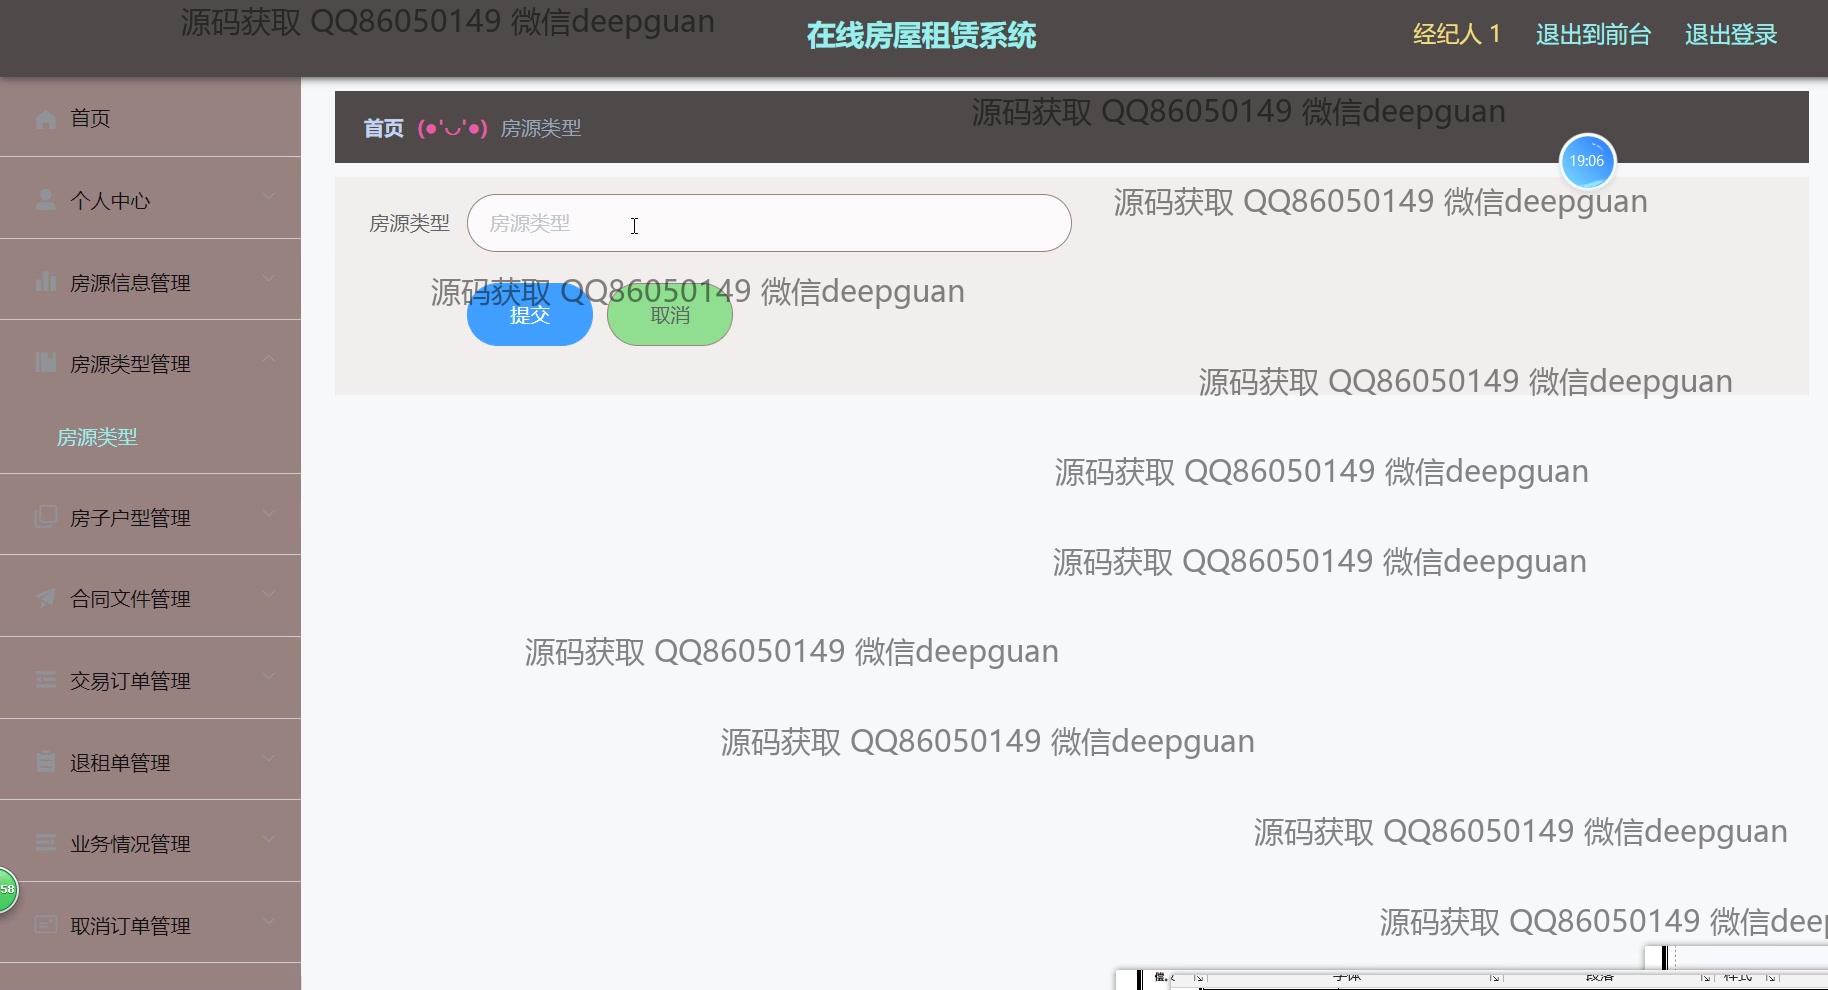 源码获取 QQ86050149 微信deepguan
在线房屋租赁系统
经纪人 1
退出到前台
退出登录
首页
个人中心
房源信息管理
房源类型管理
房源类型
房子户型管理
合同文件管理
交易订单管理
退租单管理
业务情况管理
取消订单管理
58
首页 (●'◡'●) 房源类型
源码获取 QQ86050149 微信deepguan
19:06
源码获取 QQ86050149 微信deepguan
房源类型
房源类型
源码获取 QQ86050149 微信deepguan
提交
取消
源码获取 QQ86050149 微信deepguan
源码获取 QQ86050149 微信deepguan
源码获取 QQ86050149 微信deepguan
源码获取 QQ86050149 微信deepguan
源码获取 QQ86050149 微信deepguan
源码获取 QQ86050149 微信deepguan
源码获取 QQ86050149 微信deep
字体
段落
样式